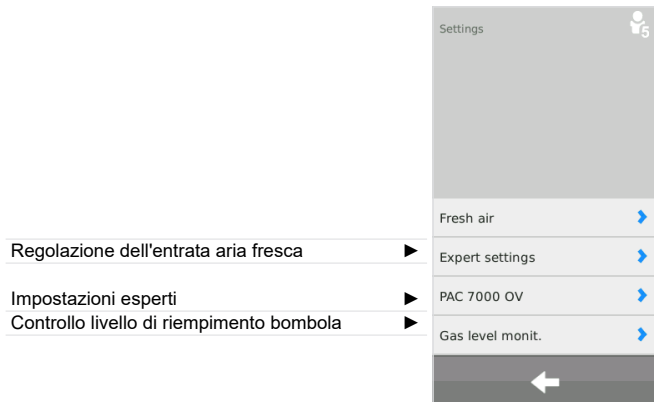 Settings
5
Fresh air
Regolazione dell'entrata aria fresca
Expert settings
Impostazioni esperti
PAC 7000 OV
Controllo livello di riempimento bombola
Gas level monit.